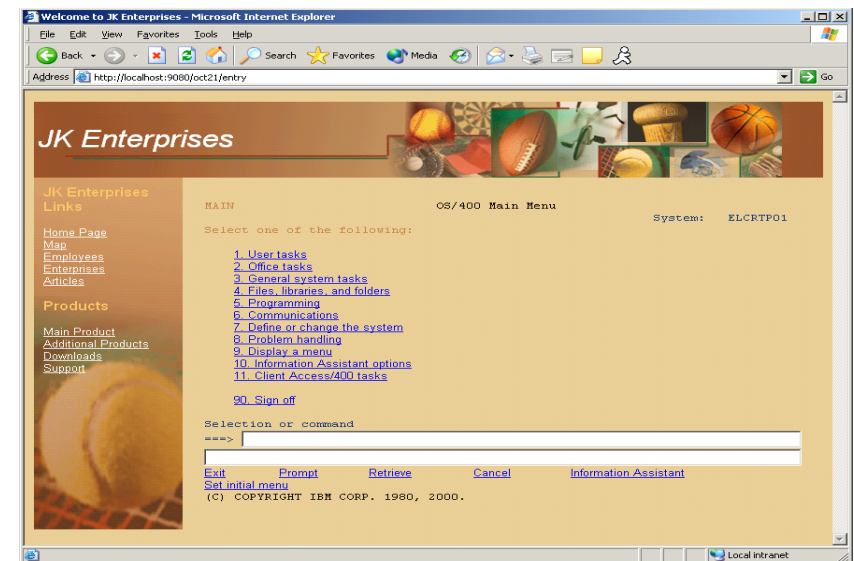 Welcome to JK Enterprises - Microsoft Internet Explorer
File Edit View Favorites Tools Help
Back Search Favorites Media
Address http://localhost:9080/oct21/entry Go
JK Enterprises
JK Enterprises
Links
Home Page
Map
Employees
Enterprises
Articles
Products
Main Product
Additional Products
Downloads
Support
MAIN OS/400 Main Menu
System: ELCRTP01
Select one of the following:
1. User tasks
2. Office tasks
3. General system tasks
4. Files, libraries, and folders
5. Programming
6. Communications
7. Define or change the system
8. Problem handling
9. Display a menu
10. Information Assistant options
11. Client Access/400 tasks
90. Sign off
Selection or command
===>
Exit Prompt Retrieve Cancel Information Assistant
Set initial menu
(C) COPYRIGHT IBM CORP. 1980, 2000.
Local intranet